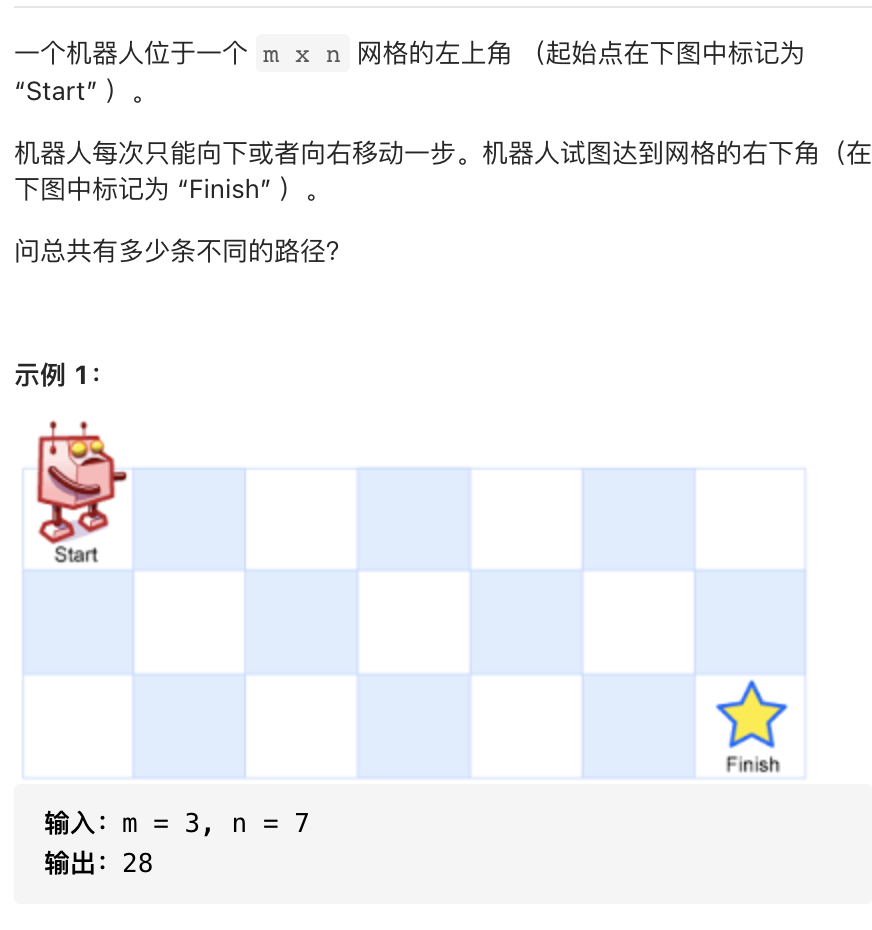 一个机器人位于一个 m x n 网格的左上角 （起始点在下图中标记为
“Start” ）。
机器人每次只能向下或者向右移动一步。机器人试图达到网格的右下角（在
下图中标记为 “Finish” ）。
问总共有多少条不同的路径？
示例 1：
Start
Finish
输入：m = 3, n = 7
输出：28